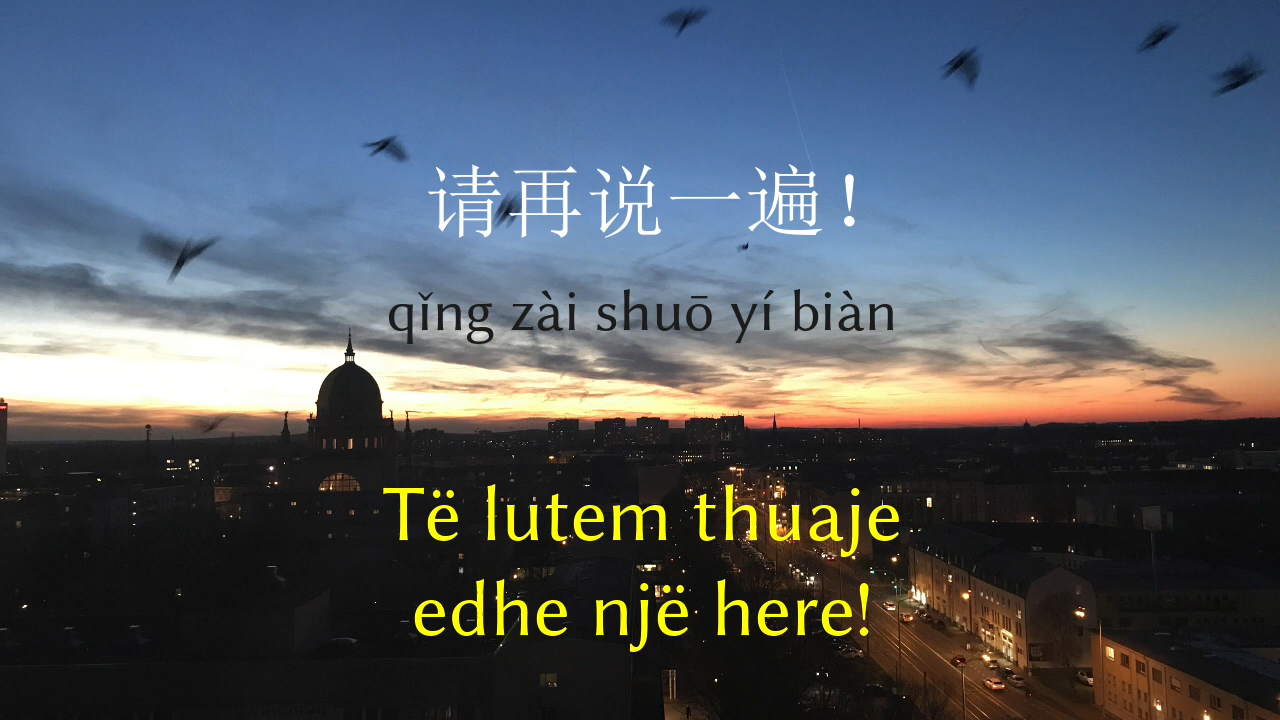 请再说一遍！
qǐng zài shuō yí biàn
Të lutem thuaje
edhe një here!